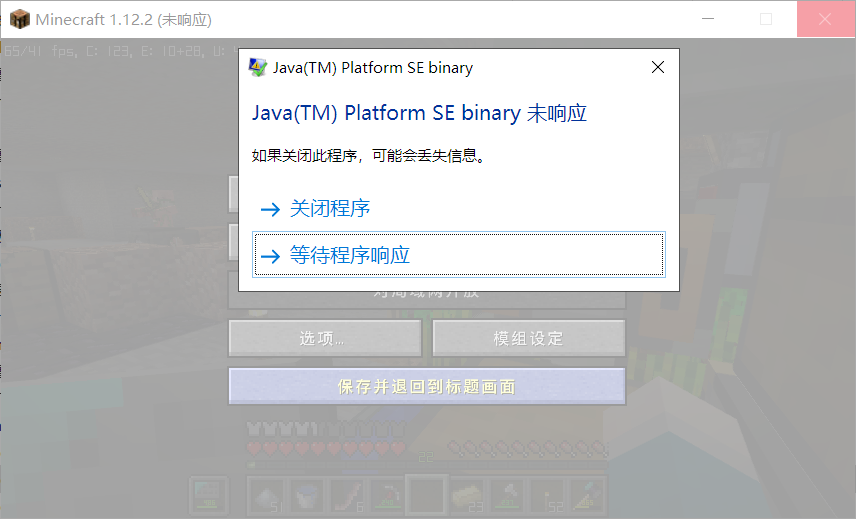 Minecraft 1.12.2 (未响应)
65/41 fps, C: 123, E: 10+28, U:
Java(TM) Platform SE binary
Java(TM) Platform SE binary 未响应
如果关闭此程序，可能会丢失信息。
→ 关闭程序
→ 等待程序响应
对局域网开放
选项…
模组设定
保存并退回到标题画面
22
51
23
52